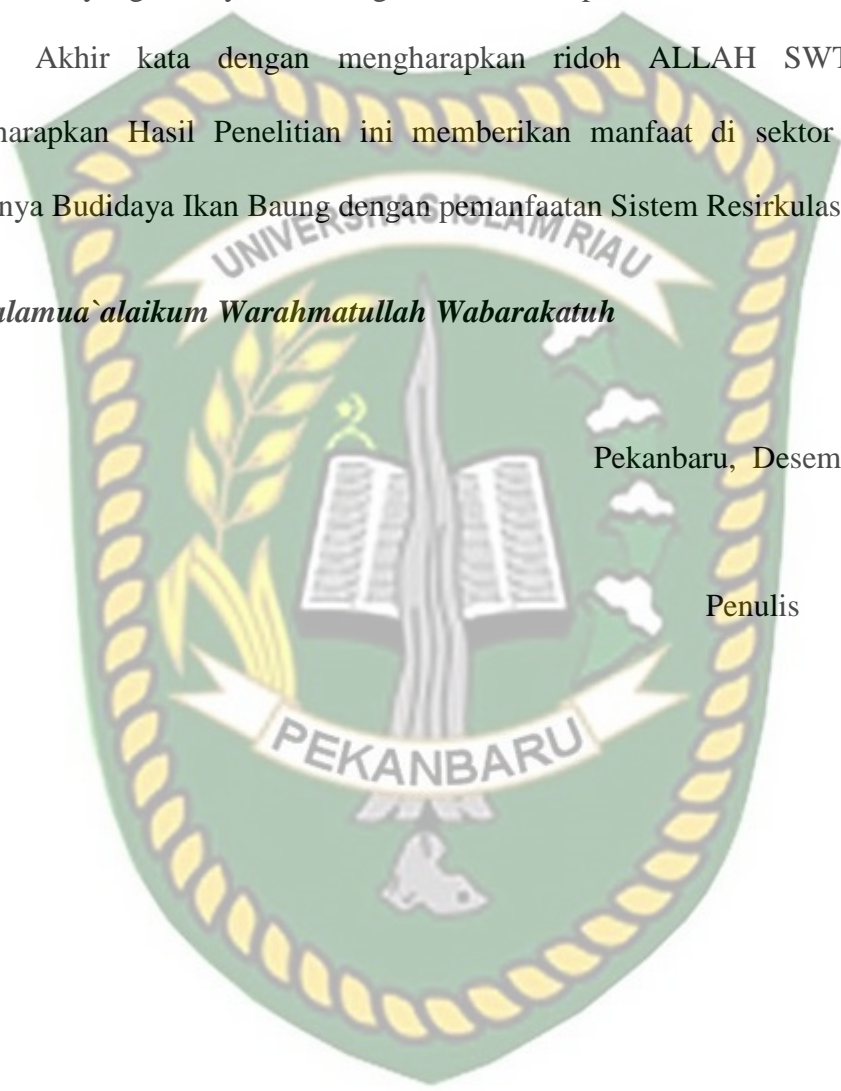 Akhir kata dengan mengharapkan ridoh ALLAH SWT
harapkan Hasil Penelitian ini memberikan manfaat di sektor
nya Budidaya Ikan Baung dengan pemanfaatan Sistem Resirkulas
UNIVERSITAS ISLAM RIAU
alamua`alaikum Warahmatullah Wabarakatuh
Pekanbaru, Desem
Penulis
PEKANBARU